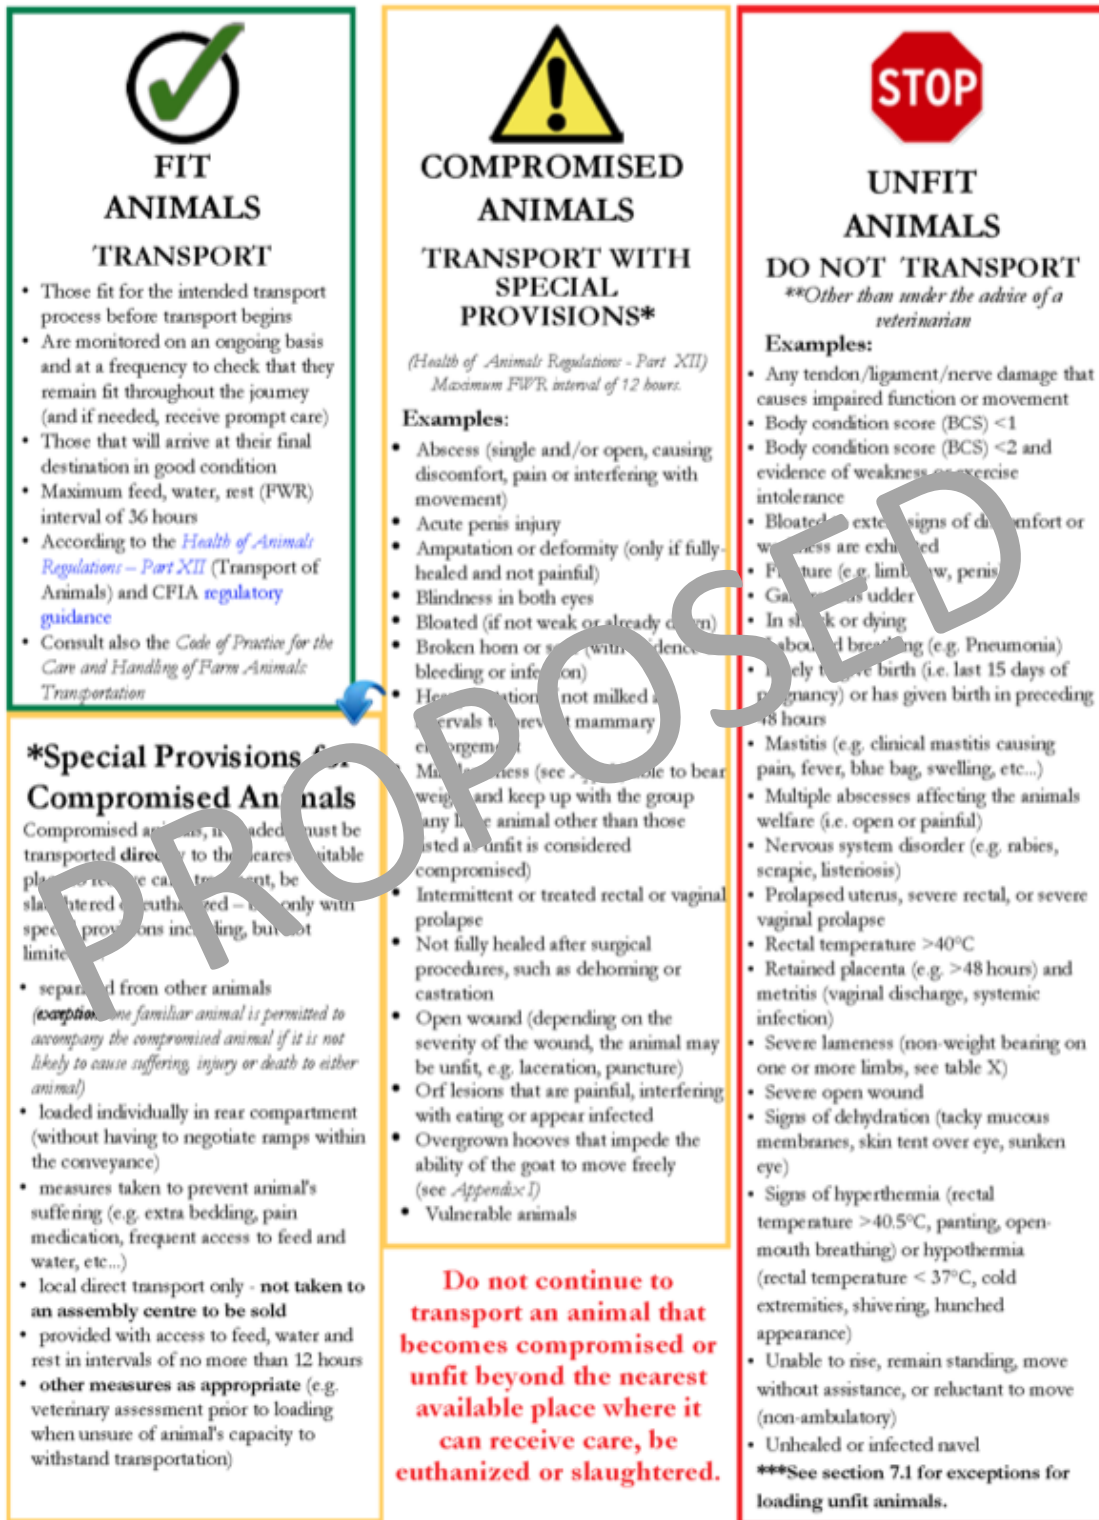 FIT
ANIMALS
TRANSPORT
• Those fit for the intended transport
process before transport begins
• Are monitored on an ongoing basis
and at a frequency to check that they
remain fit throughout the journey
(and if needed, receive prompt care)
• Those that will arrive at their final
destination in good condition
• Maximum feed, water, rest (FWR)
interval of 36 hours
• According to the Health of Animals
Regulations – Part XII (Transport of
Animals) and CFIA regulatory
guidance
• Consult also the Code of Practice for the
Care and Handling of Farm Animals:
Transportation
*Special Provisions
Compromised Animals
Compromised must be
transported to the
be
only with
• from other animals
(exception familiar animal is permitted to
accompany the compromised animal if it is not
likely to cause suffering, injury or death to either
animal)
• loaded individually in rear compartment
(without having to negotiate ramps within
the conveyance)
• measures taken to prevent animal's
suffering (e.g. extra bedding, pain
medication, frequent access to feed and
water, etc...)
• local direct transport only - not taken to
an assembly centre to be sold
• provided with access to feed, water and
rest in intervals of no more than 12 hours
• other measures as appropriate (e.g.
veterinary assessment prior to loading
when unsure of animal's capacity to
withstand transportation)
COMPROMISED
ANIMALS
TRANSPORT WITH
SPECIAL
PROVISIONS*
(Health of Animals Regulations - Part XII)
Maximum FWR interval of 12 hours.
Examples:
• Abscess (single and/or open, causing
discomfort, pain or interfering with
movement)
• Acute penis injury
• Amputation or deformity (only if fully-
healed and not painful)
• Blindness in both eyes
• Bloated (if not weak or already
• Broken horn or (with
bleeding or
not milked
mammary
(see to bear
and keep up with the group
animal other than those
unfit is considered
compromised)
• Intermittent or treated rectal or vaginal
prolapse
• Not fully healed after surgical
procedures, such as dehorning or
castration
• Open wound (depending on the
severity of the wound, the animal may
be unfit, e.g. laceration, puncture)
• Orf lesions that are painful, interfering
with eating or appear infected
• Overgrown hooves that impede the
ability of the goat to move freely
(see Appendix I)
• Vulnerable animals
Do not continue to
transport an animal that
becomes compromised or
unfit beyond the nearest
available place where it
can receive care, be
euthanized or slaughtered.
STOP
UNFIT
ANIMALS
DO NOT TRANSPORT
**Other than under the advice of a
veterinarian
Examples:
• Any tendon/ligament/nerve damage that
causes impaired function or movement
• Body condition score (BCS) <1
• Body condition score (BCS) <2 and
evidence of weakness or exercise
intolerance
• Bloated signs of or
are
• (e.g.
• udder
• In or dying
(e.g. Pneumonia)
birth (i.e. last 15 days of
or has given birth in preceding
48 hours
• Mastitis (e.g. clinical mastitis causing
pain, fever, blue bag, swelling, etc...)
• Multiple abscesses affecting the animals
welfare (i.e. open or painful)
• Nervous system disorder (e.g. rabies,
scrapie, listeriosis)
• Prolapsed uterus, severe rectal, or severe
vaginal prolapse
• Rectal temperature >40°C
• Retained placenta (e.g. >48 hours) and
metritis (vaginal discharge, systemic
infection)
• Severe lameness (non-weight bearing on
one or more limbs, see table X)
• Severe open wound
• Signs of dehydration (tacky mucous
membranes, skin tent over eye, sunken
eye)
• Signs of hyperthermia (rectal
temperature >40.5°C, panting, open-
mouth breathing) or hypothermia
(rectal temperature < 37°C, cold
extremities, shivering, hunched
appearance)
• Unable to rise, remain standing, move
without assistance, or reluctant to move
(non-ambulatory)
• Unhealed or infected navel
***See section 7.1 for exceptions for
loading unfit animals.
PROPOSED